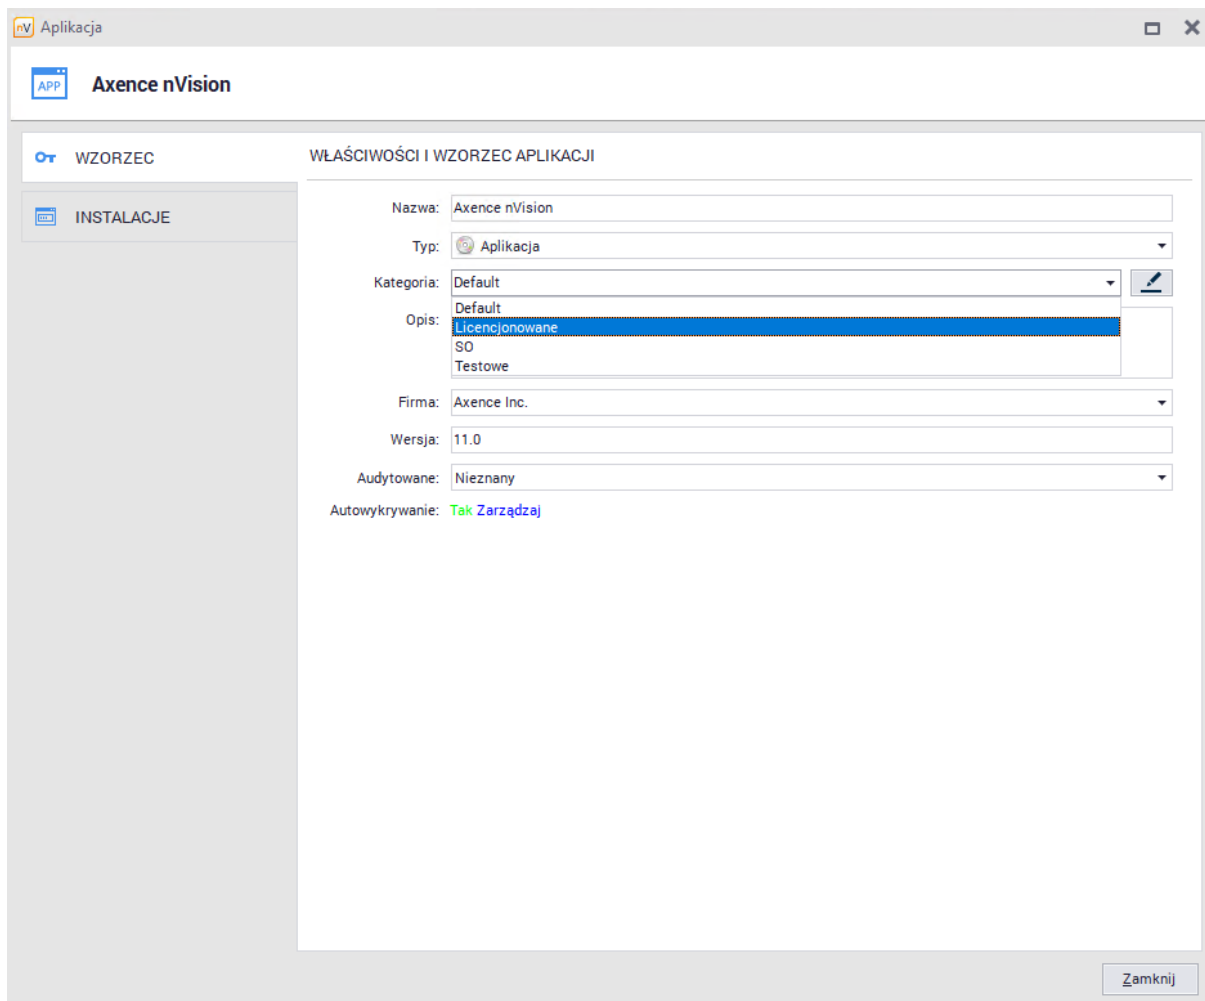 nV Aplikacja
APP Axence nVision
WZORZEC
INSTALACJE
WŁAŚCIWOŚCI I WZORZEC APLIKACJI
Nazwa: Axence nVision
Typ: Aplikacja
Kategoria: Default
Default
Opis:
Licencjonowane
SO
Testowe
Firma: Axence Inc.
Wersja: 11.0
Audytowane: Nieznany
Autowykrywanie: Tak Zarządzaj
Zamknij